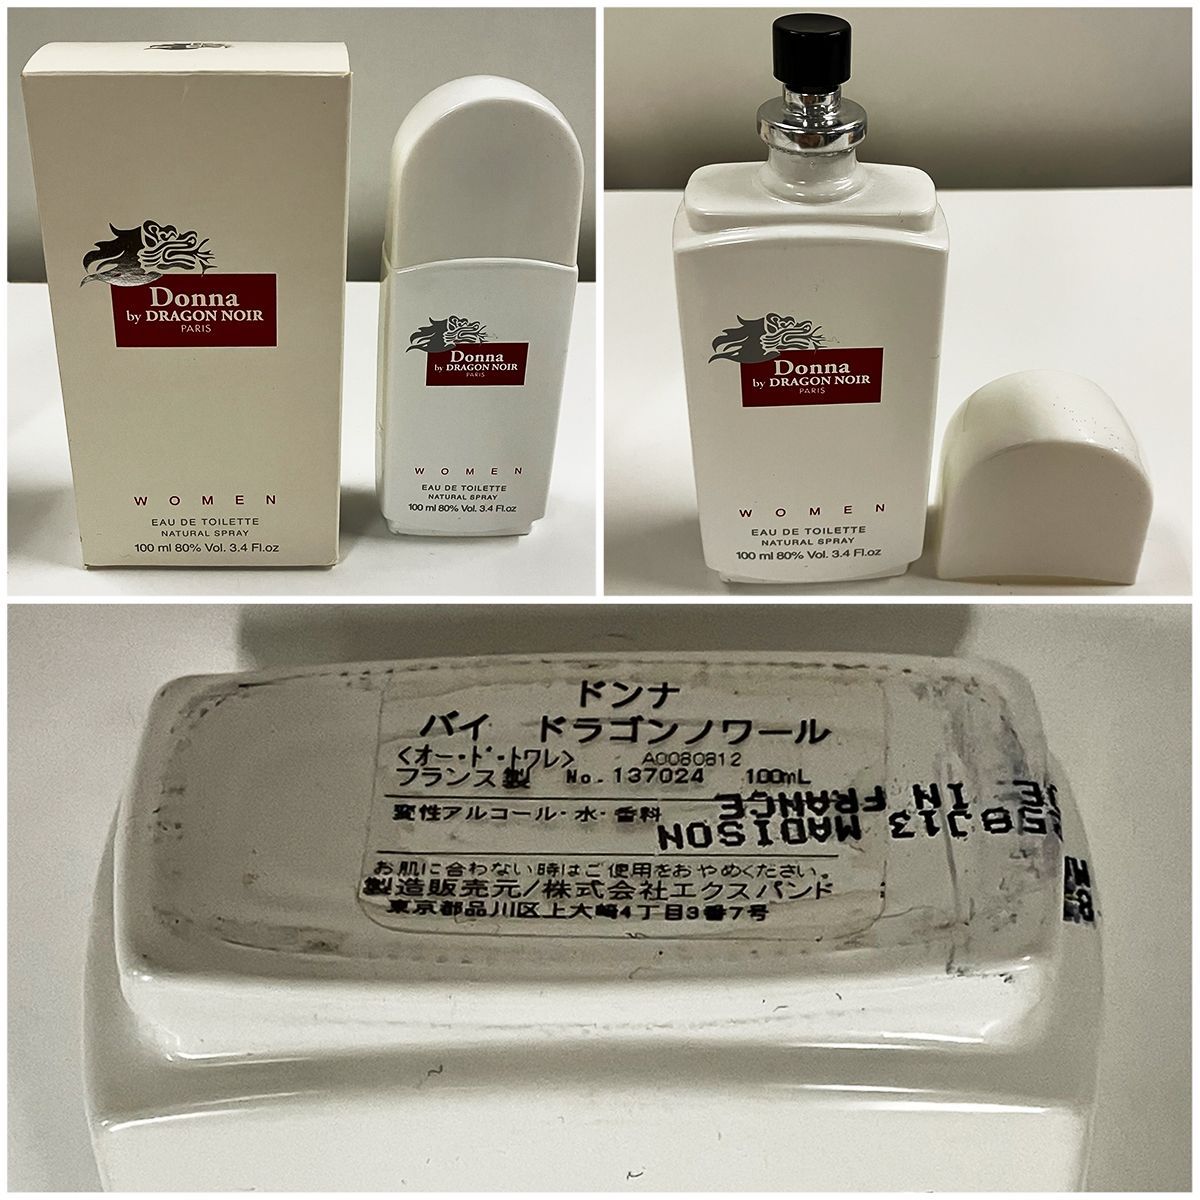 Donna
by DRAGON NOIR
PARIS
WOMEN
EAU DE TOILETTE
NATURAL SPRAY
100 ml 80% Vol. 3.4 Fl.oz
Donna
by DRAGON NOIR
PARIS
WOMEN
EAU DE TOILETTE
NATURAL SPRAY
100 ml 80% Vol. 3.4 Fl.oz
Donna
by DRAGON NOIR
PARIS
WOMEN
EAU DE TOILETTE
NATURAL SPRAY
100 ml 80% Vol. 3.4 Fl.oz
ドンナ
バイ ドラゴンノワール
<オー・ド・トワレ> A0080812
フランス製 No.137024 100mL
変性アルコール・水・香料
お肌に合わない時はご使用をおやめください。
製造販売元/株式会社エクスパンド
東京都品川区上大崎4丁目3番7号
J13 MADISON
IN FRANCE